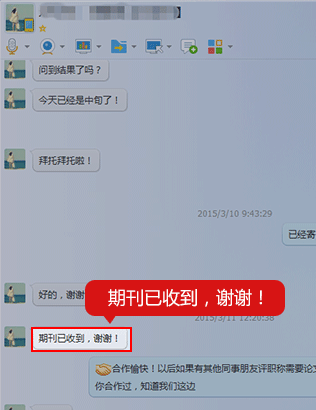 问到结果了吗？
今天已经是中旬了！
拜托拜托啦！
2015/3/10 9:43:29
已经寄
好的，谢谢
期刊已收到，谢谢！
2015/3/11 12:20:38
期刊已收到，谢谢！
合作愉快！以后如果有其他同事朋友评职称需要论文
你合作过，知道我们这边